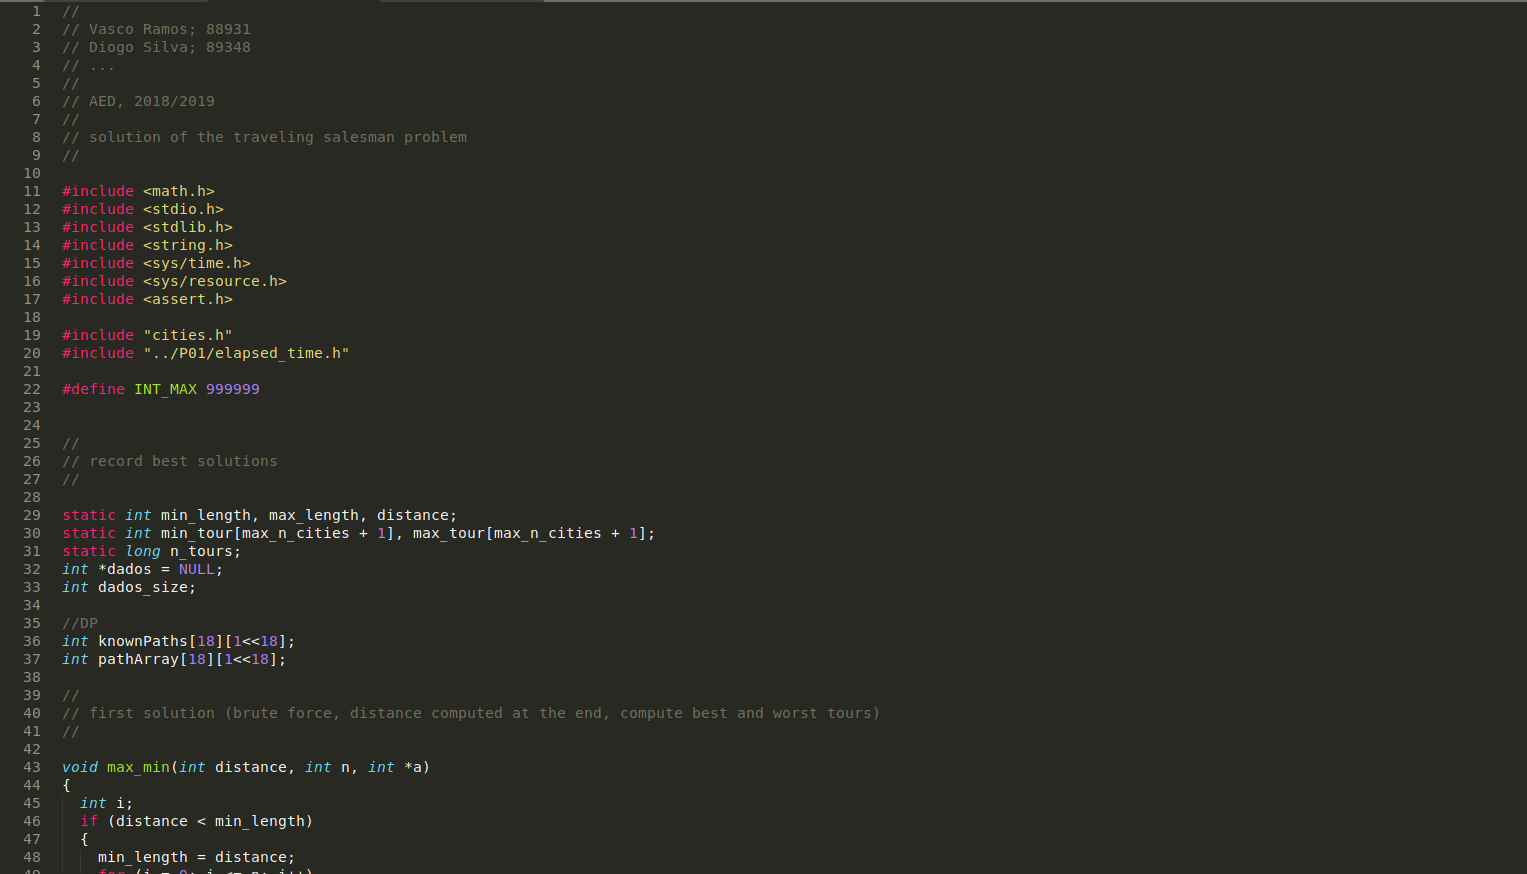 1 //
2 // Vasco Ramos; 88931
3 // Diogo Silva; 89348
4 // ...
5 //
6 // AED, 2018/2019
7 //
8 // solution of the traveling salesman problem
9 //
10
11 #include <math.h>
12 #include <stdio.h>
13 #include <stdlib.h>
14 #include <string.h>
15 #include <sys/time.h>
16 #include <sys/resource.h>
17 #include <assert.h>
18
19 #include "cities.h"
20 #include "../P01/elapsed_time.h"
21
22 #define INT_MAX 999999
23
24
25 //
26 // record best solutions
27 //
28
29 static int min_length, max_length, distance;
30 static int min_tour[max_n_cities + 1], max_tour[max_n_cities + 1];
31 static long n_tours;
32 int *dados = NULL;
33 int dados_size;
34
35 //DP
36 int knownPaths[18][1<<18];
37 int pathArray[18][1<<18];
38
39 //
40 // first solution (brute force, distance computed at the end, compute best and worst tours)
41 //
42
43 void max_min(int distance, int n, int *a)
44 {
45   int i;
46   if (distance < min_length)
47   {
48     min_length = distance;
49     for (i = 0; i <= n; i++)